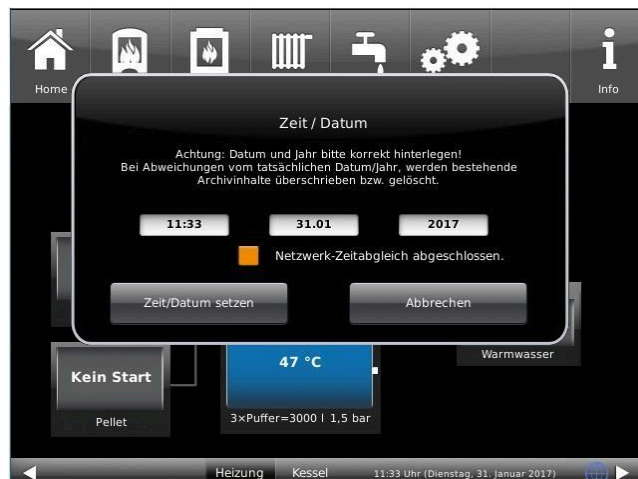 Home
Info
Zeit / Datum
Achtung: Datum und Jahr bitte korrekt hinterlegen!
Bei Abweichungen vom tatsächlichen Datum/Jahr, werden bestehende
Archivinhalte überschrieben bzw. gelöscht.
11:33 31.01 2017
Netzwerk-Zeitabgleich abgeschlossen.
Zeit/Datum setzen Abbrechen
47 °C
Warmwasser
Kein Start
Pellet
3×Puffer=3000 l 1,5 bar
Heizung Kessel 11:33 Uhr (Dienstag, 31. Januar 2017)